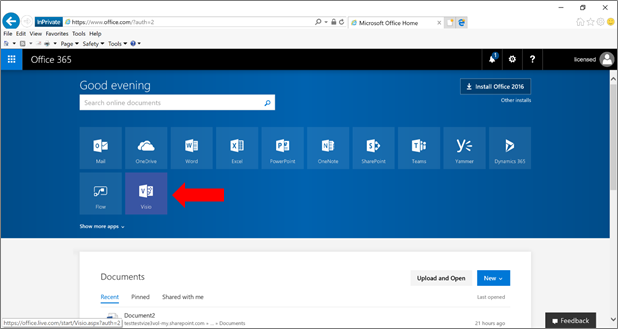 InPrivate https://www.office.com/?auth=2 Microsoft Office Home
File Edit View Favorites Tools Help
Page Safety Tools
Office 365 1 ? licensed
Good evening
Install Office 2016
Search online documents
Other installs
Mail OneDrive Word Excel PowerPoint OneNote SharePoint Teams Yammer Dynamics 365
Flow Visio
Show more apps
Documents
Upload and Open New
Recent Pinned Shared with me Last opened
Document2
21 hours ago
https://office.live.com/start/Visio.aspx?auth=2
» Documents
Feedback